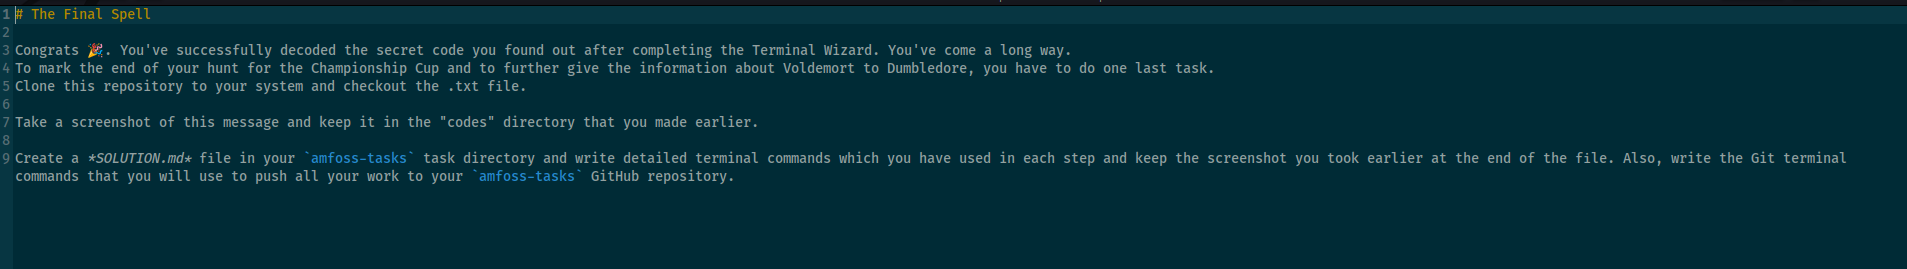 1 # The Final Spell
2
3 Congrats 🎉. You've successfully decoded the secret code you found out after completing the Terminal Wizard. You've come a long way.
4 To mark the end of your hunt for the Championship Cup and to further give the information about Voldemort to Dumbledore, you have to do one last task.
5 Clone this repository to your system and checkout the .txt file.
6
7 Take a screenshot of this message and keep it in the "codes" directory that you made earlier.
8
9 Create a *SOLUTION.md* file in your `amfoss-tasks` task directory and write detailed terminal commands which you have used in each step and keep the screenshot you took earlier at the end of the file. Also, write the Git terminal
commands that you will use to push all your work to your `amfoss-tasks` GitHub repository.